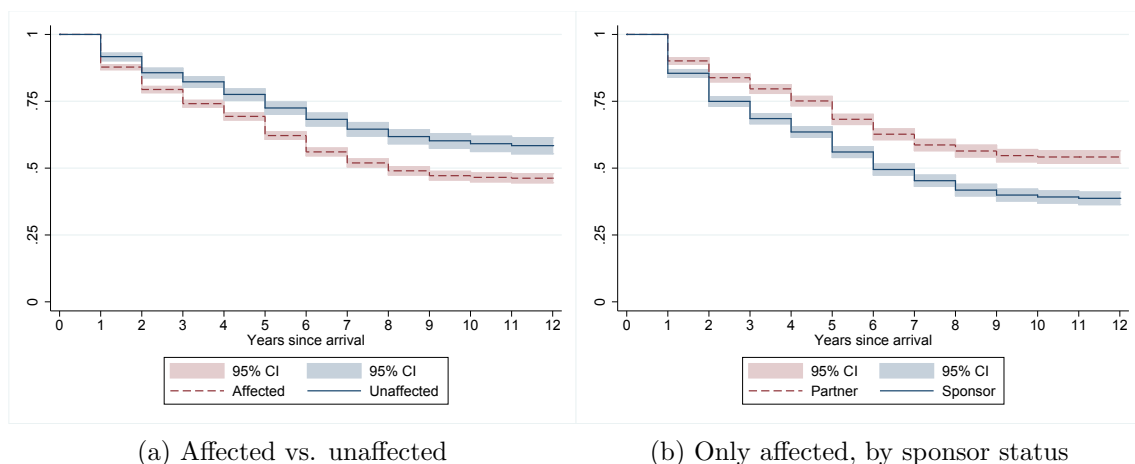 1
.75
.5
.25
0
0 1 2 3 4 5 6 7 8 9 10 11 12
Years since arrival
95% CI 95% CI
Affected Unaffected
(a) Affected vs. unaffected
1
.75
.5
.25
0
0 1 2 3 4 5 6 7 8 9 10 11 12
Years since arrival
95% CI 95% CI
Partner Sponsor
(b) Only affected, by sponsor status